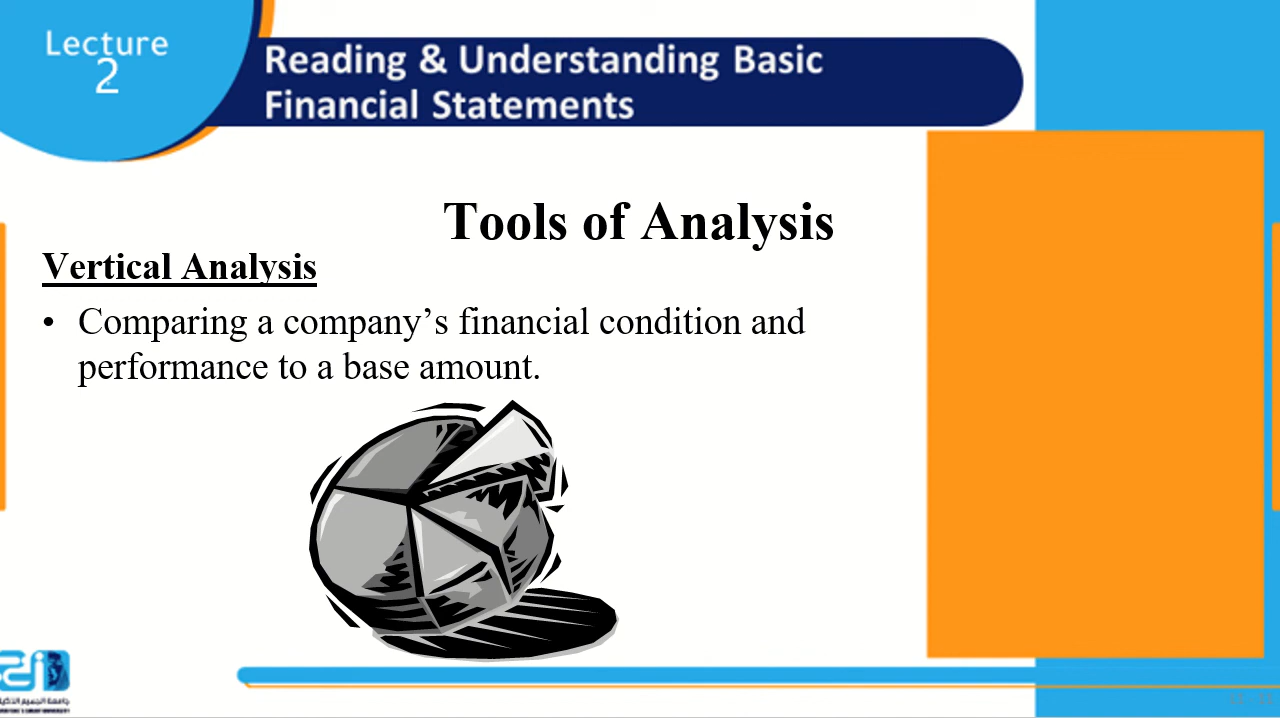 Lecture
2
Reading & Understanding Basic
Financial Statements
Tools of Analysis
Vertical Analysis
• Comparing a company’s financial condition and
performance to a base amount.